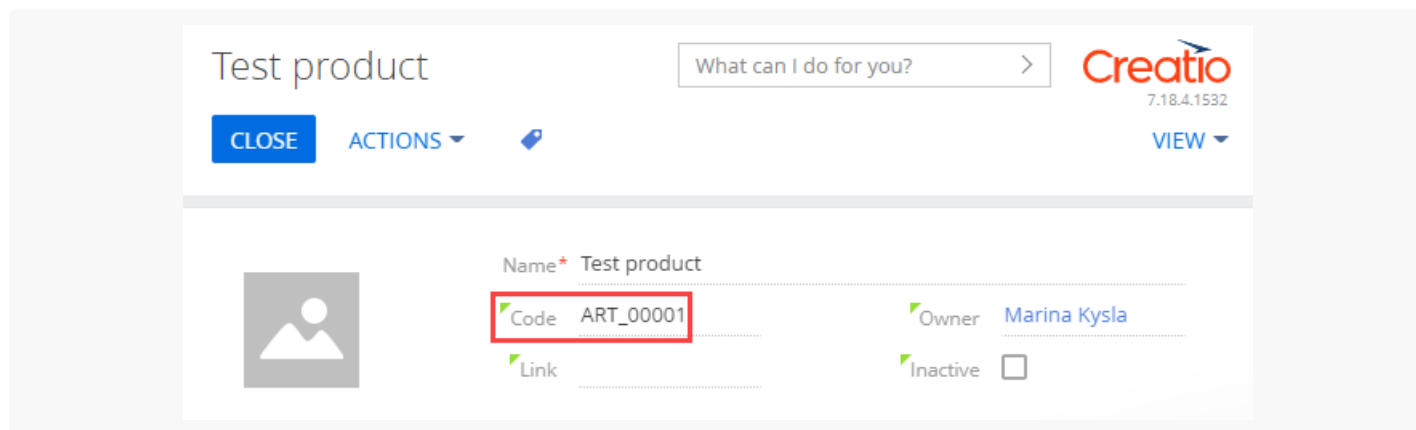 Test product
What can I do for you?
Creatio
7.18.4.1532
CLOSE
ACTIONS
VIEW
Name* Test product
Code ART_00001
Owner Marina Kysla
Link
Inactive